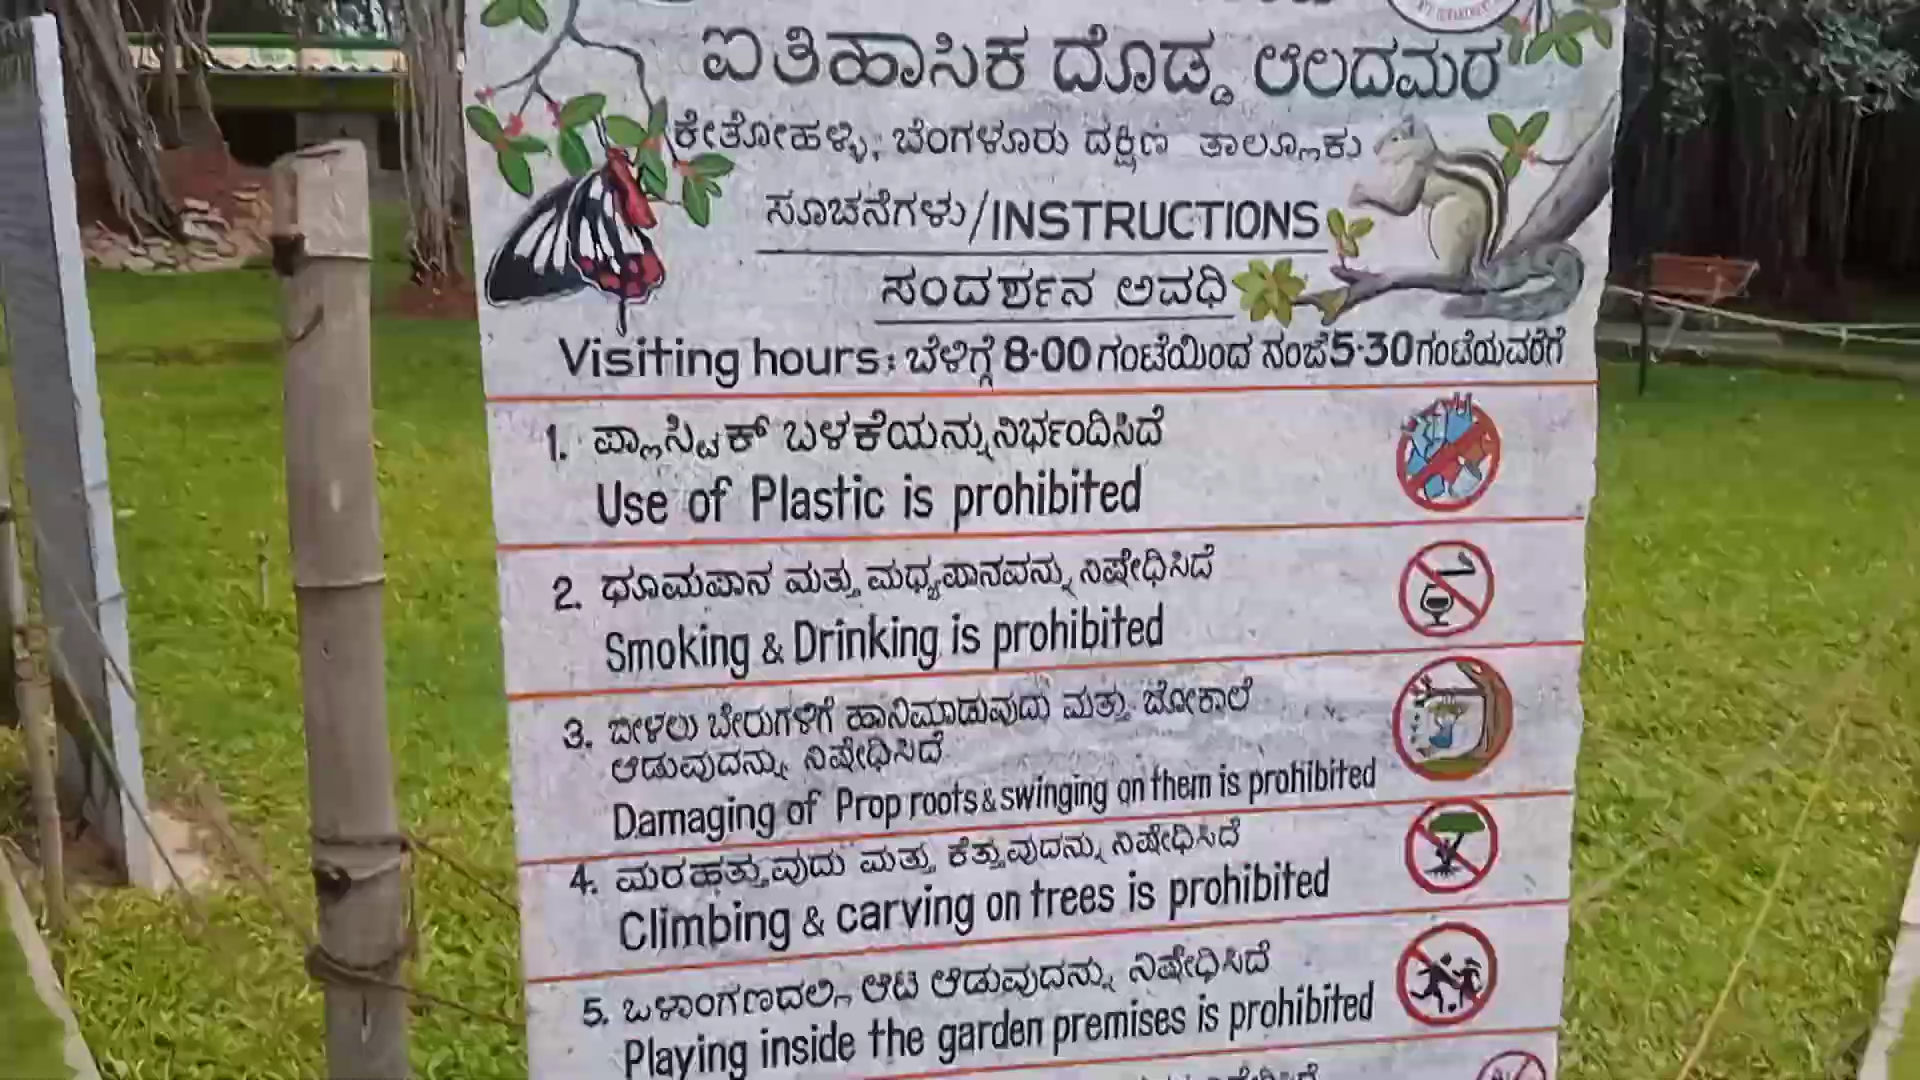 ಐತಿಹಾಸಿಕ ದೊಡ್ಡ ಆಲದಮರ
ಕೇತೋಹಳ್ಳಿ, ಬೆಂಗಳೂರು ದಕ್ಷಿಣ ತಾಲ್ಲೂಕು
ಸೂಚನೆಗಳು/INSTRUCTIONS
ಸಂದರ್ಶನ ಅವಧಿ
Visiting hours: ಬೆಳಿಗ್ಗೆ 8·00 ಗಂಟೆಯಿಂದ ಸಂಜೆ 5·30 ಗಂಟೆಯವರೆಗೆ
1. ಪ್ಲಾಸ್ಟಿಕ್ ಬಳಕೆಯನ್ನು ನಿರ್ಭಂದಿಸಿದೆ
Use of Plastic is prohibited
2. ಧೂಮಪಾನ ಮತ್ತು ಮಧ್ಯಪಾನವನ್ನು ನಿಷೇಧಿಸಿದೆ
Smoking & Drinking is prohibited
3. ಬೀಳಲು ಬೇರುಗಳಿಗೆ ಹಾನಿಮಾಡುವುದು ಮತ್ತು ಜೋಕಾಲೆ
ಆಡುವುದನ್ನು ನಿಷೇಧಿಸಿದೆ
Damaging of Prop roots & swinging on them is prohibited
4. ಮರಹತ್ತುವುದು ಮತ್ತು ಕೆತ್ತುವುದನ್ನು ನಿಷೇಧಿಸಿದೆ
Climbing & carving on trees is prohibited
5. ಒಳಾಂಗಣದಲ್ಲಿ ಆಟ ಆಡುವುದನ್ನು ನಿಷೇಧಿಸಿದೆ
Playing inside the garden premises is prohibited